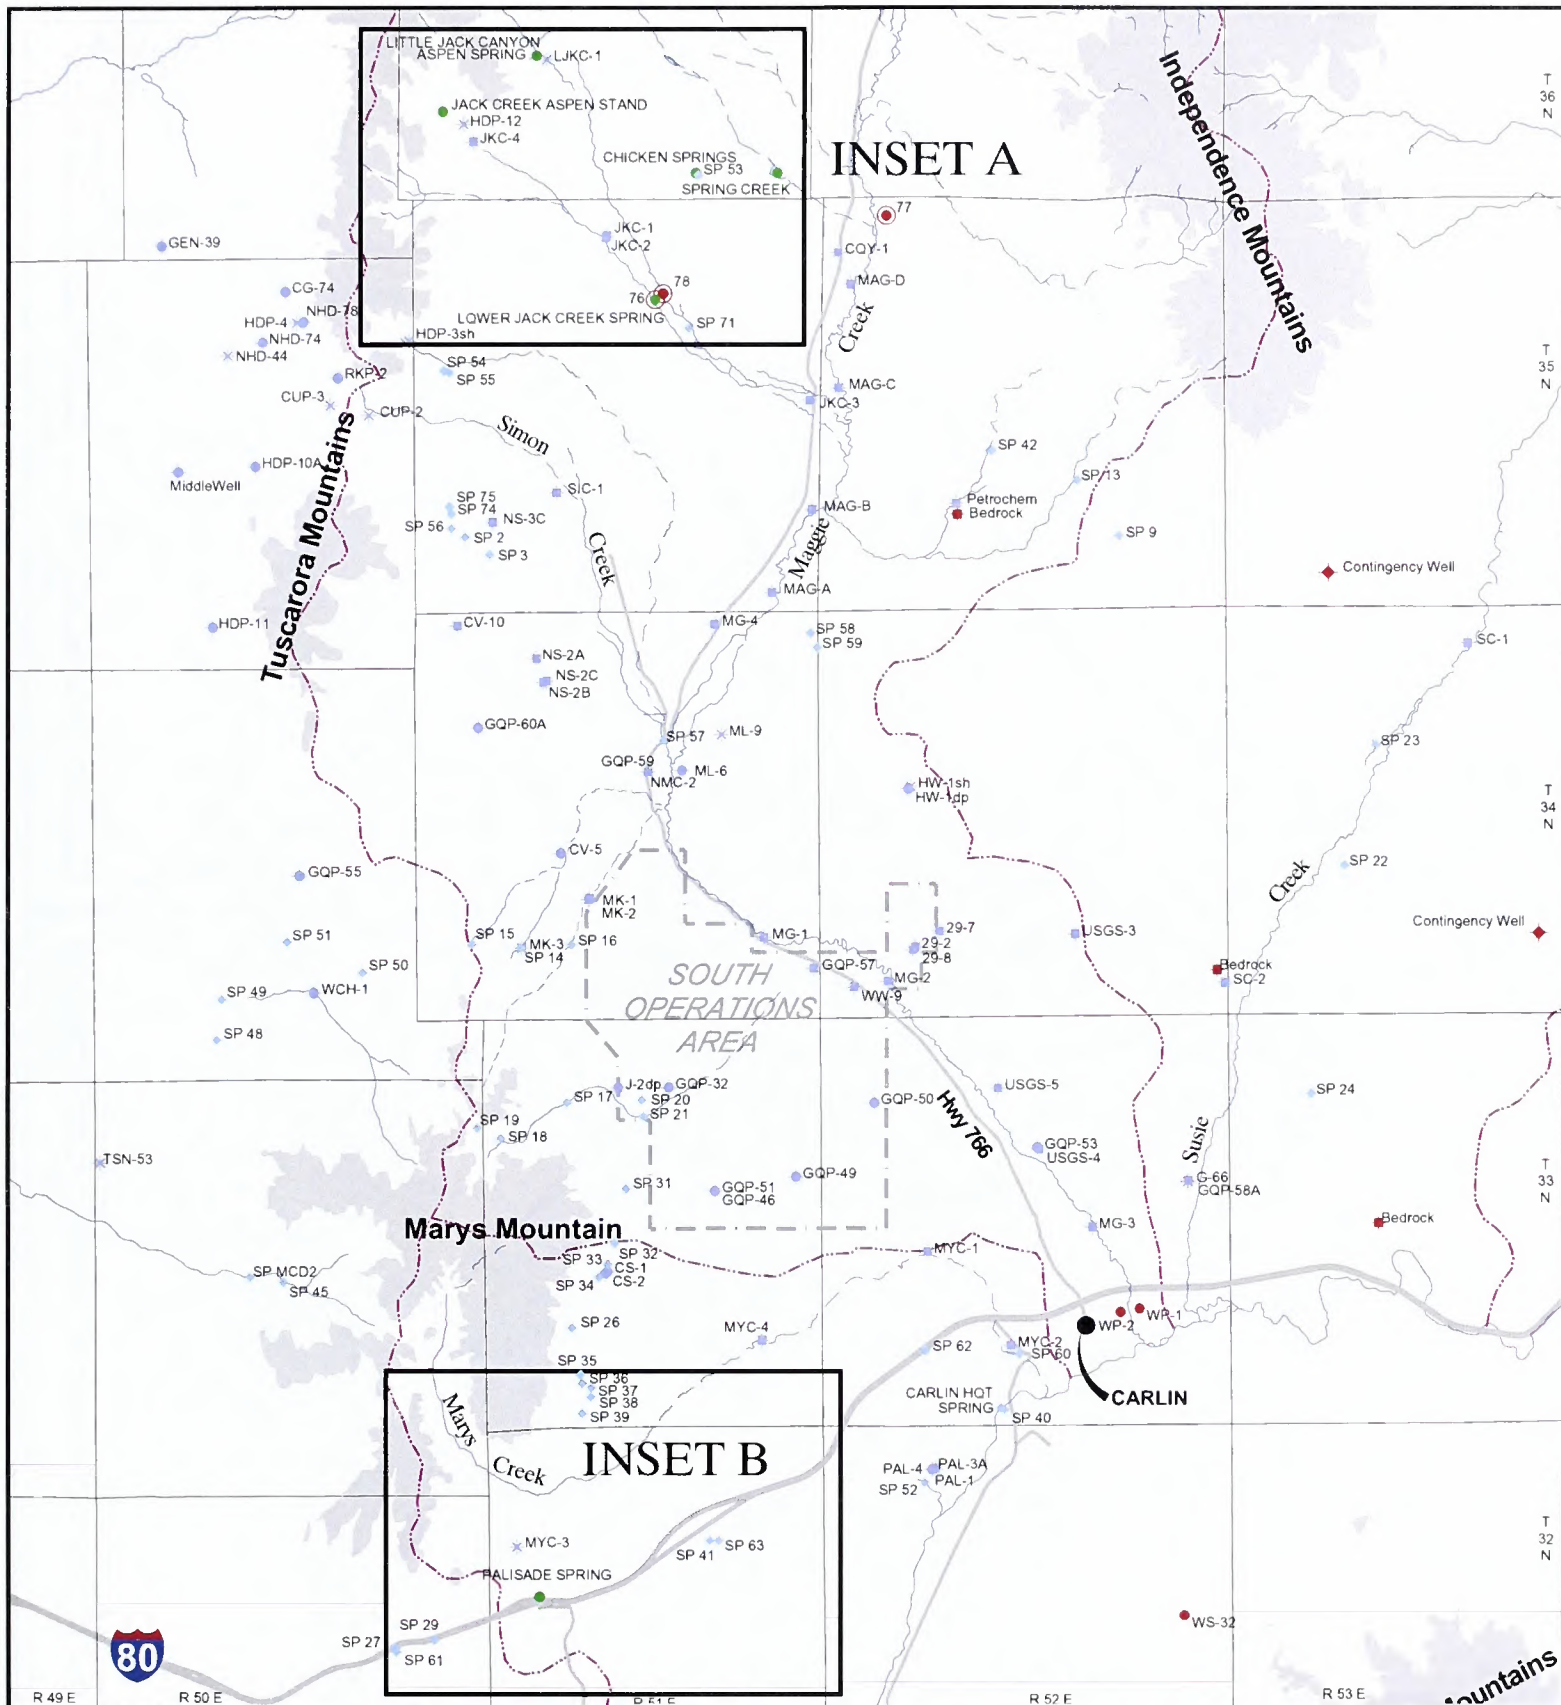 LITTLE JACK CANYON
ASPEN SPRING
LJKC-1
JACK CREEK ASPEN STAND
HDP-12
JKC-4
CHICKEN SPRINGS
SP 53
SPRING CREEK
INSET A
Independence Mountains
T
36
N
77
JKC-1
JKC-2
CQY-1
GEN-39
78
76
MAG-D
CG-74
LOWER JACK CREEK SPRING
SP 71
Creek
NHD-78
HDP-4
NHD-74
HDP-3sh
NHD-44
SP 54
SP 55
T
35
N
RKP-2
MAG-C
JKC-3
CUP-3
CUP-2
Simon
SP 42
HDP-10A
MiddleWell
Tuscarora Mountains
SP 13
SIC-1
SP 75
SP 74
Petrochem
Bedrock
MAG-B
SP 56
NS-3C
SP 2
SP 3
Creek
Maggie
SP 9
Contingency Well
MAG-A
HDP-11
CV-10
MG-4
SP 58
SP 59
SC-1
NS-2A
NS-2C
NS-2B
GQP-60A
SP 57
ML-9
SP 23
GQP-59
NMC-2
ML-6
HW-1sh
HW-1dp
T
34
N
CV-5
SP 22
GQP-55
Creek
MK-1
MK-2
Contingency Well
SP 51
SP 15
MK-3
SP 14
SP 16
MG-1
29-7
29-2
29-8
USGS-3
SP 50
SOUTH
OPERATIONS
AREA
GQP-57
MG-2
WW-9
Bedrock
SC-2
SP 49
WCH-1
SP 48
J-2dp
GQP-32
SP 17
SP 20
SP 21
GQP-50
USGS-5
SP 24
Hwy 766
SP 19
SP 18
GQP-53
USGS-4
Susie
TSN-53
GQP-49
G-66
GQP-58A
T
33
N
SP 31
GQP-51
GQP-46
Marys Mountain
MG-3
Bedrock
SP 32
SP 33
CS-1
SP 34
CS-2
MYC-1
SP MCD2
SP 45
SP 26
MYC-4
WP-1
WP-2
MYC-2
SP 62
SP 60
SP 35
SP 36
SP 37
SP 38
SP 39
CARLIN HOT
SPRING
SP 40
CARLIN
Marys
Creek
INSET B
PAL-4
PAL-3A
PAL-1
SP 52
MYC-3
SP 41
SP 63
T
32
N
PALISADE SPRING
WS-32
SP 29
SP 27
SP 61
80
Mountains
R 49 E
R 50 E
R 51 E
R 52 E
R 53 E